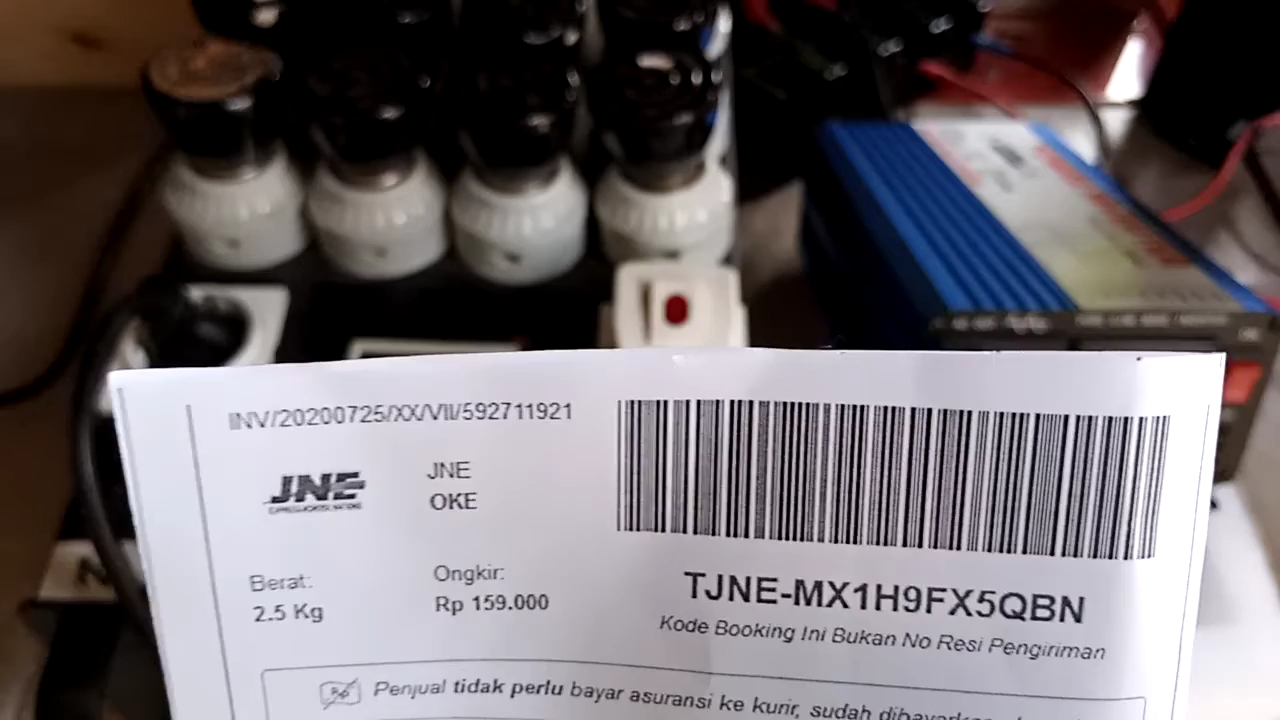 INV/20200725/XX/VII/592711921
JNE
JNE
OKE
Berat:
2.5 Kg
Ongkir:
Rp 159.000
TJNE-MX1H9FX5QBN
Kode Booking Ini Bukan No Resi Pengiriman
Rp
Penjual tidak perlu bayar asuransi ke kurir, sudah dibayarkan